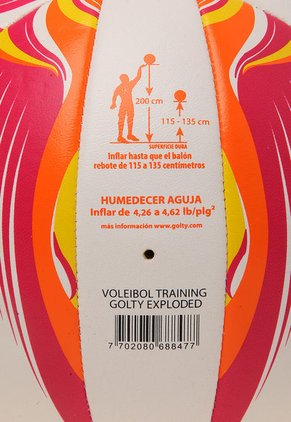 200 cm
115 - 135 cm
SUPERFICIE DURA
Inflar hasta que el balón
rebote de 115 a 135 centímetros
HUMEDECER AGUJA
Inflar de 4,26 a 4,62 lb/plg²
más información www.golty.com
VOLEIBOL TRAINING
GOLTY EXPLODED
7 702080 688477